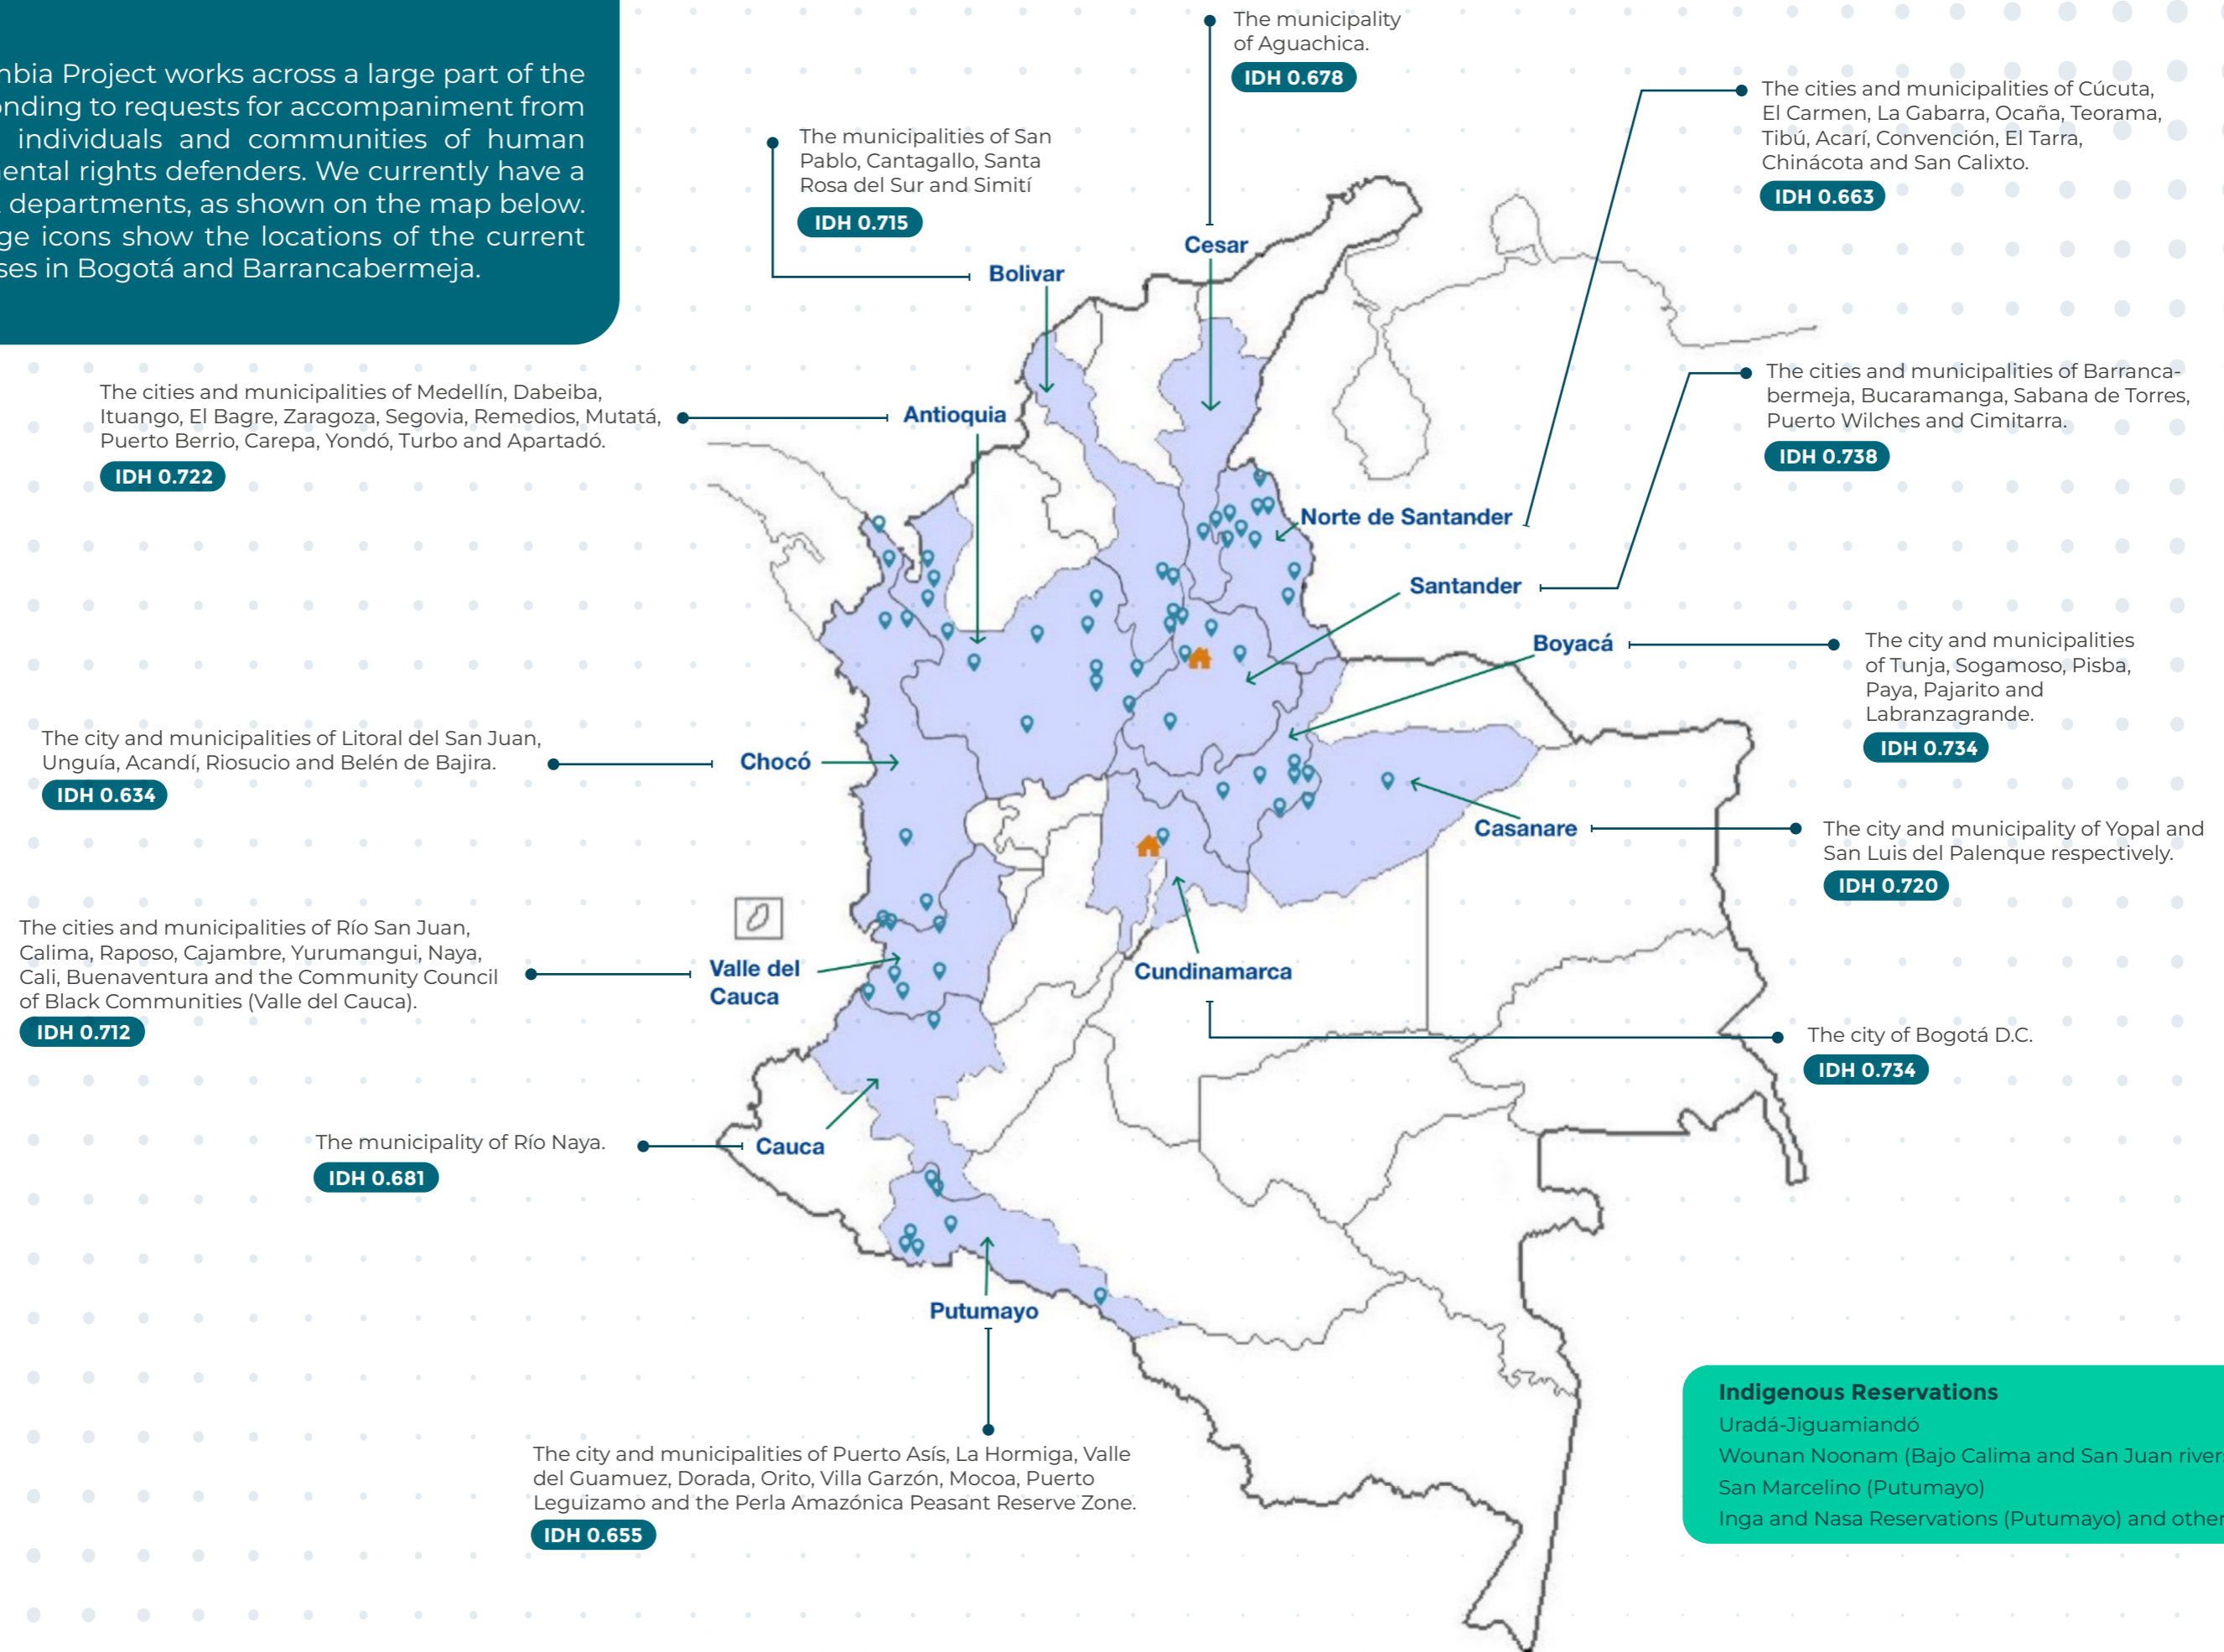 Project works across a large part of the
to requests for accompaniment from
individuals and communities of human
rights defenders. We currently have a
departments, as shown on the map below.
icons show the locations of the current
in Bogotá and Barrancabermeja.
The municipality
of Aguachica.
IDH 0.678
The municipalities of San
Pablo, Cantagallo, Santa
Rosa del Sur and Simití
IDH 0.715
The cities and municipalities of Cúcuta,
El Carmen, La Gabarra, Ocaña, Teorama,
Tibú, Acarí, Convención, El Tarra,
Chinácota and San Calixto.
IDH 0.663
Cesar
Bolivar
The cities and municipalities of Barranca-
bermeja, Bucaramanga, Sabana de Torres,
Puerto Wilches and Cimitarra.
IDH 0.738
The cities and municipalities of Medellín, Dabeiba,
Ituango, El Bagre, Zaragoza, Segovia, Remedios, Mutatá,
Puerto Berrio, Carepa, Yondó, Turbo and Apartadó.
IDH 0.722
Antioquia
Norte de Santander
Santander
Boyacá
The city and municipalities
of Tunja, Sogamoso, Pisba,
Paya, Pajarito and
Labranzagrande.
IDH 0.734
The city and municipalities of Litoral del San Juan,
Unguía, Acandí, Riosucio and Belén de Bajira.
IDH 0.634
Chocó
Casanare
The city and municipality of Yopal and
San Luis del Palenque respectively.
IDH 0.720
The cities and municipalities of Río San Juan,
Calima, Raposo, Cajambre, Yurumangui, Naya,
Cali, Buenaventura and the Community Council
of Black Communities (Valle del Cauca).
IDH 0.712
Valle del
Cauca
Cundinamarca
The city of Bogotá D.C.
IDH 0.734
The municipality of Río Naya.
IDH 0.681
Cauca
Putumayo
The city and municipalities of Puerto Asís, La Hormiga, Valle
del Guamuez, Dorada, Orito, Villa Garzón, Mocoa, Puerto
Leguizamo and the Perla Amazónica Peasant Reserve Zone.
IDH 0.655
Indigenous Reservations
Uradá-Jiguamiandó
Wounan Noonam (Bajo Calima and San Juan
San Marcelino (Putumayo)
Inga and Nasa Reservations (Putumayo) and